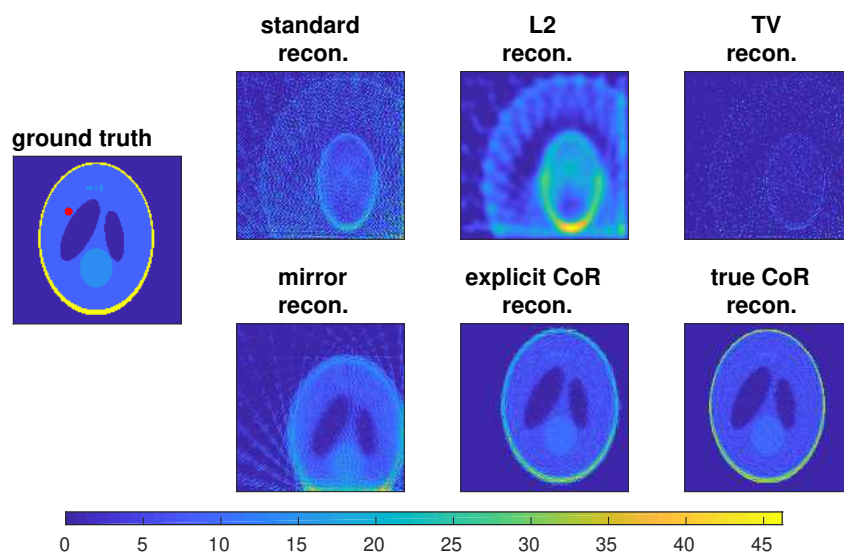 standard
recon.
L2
recon.
TV
recon.
ground truth
mirror
recon.
explicit CoR
recon.
true CoR
recon.
0 5 10 15 20 25 30 35 40 45